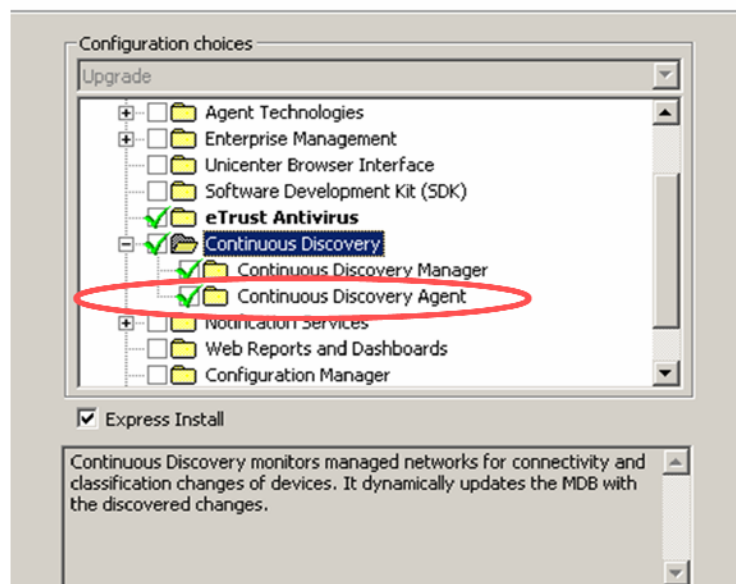 Configuration choices
Upgrade
Agent Technologies
Enterprise Management
Unicenter Browser Interface
Software Development Kit (SDK)
eTrust Antivirus
Continuous Discovery
Continuous Discovery Manager
Continuous Discovery Agent
Notification Services
Web Reports and Dashboards
Configuration Manager
Express Install
Continuous Discovery monitors managed networks for connectivity and
classification changes of devices. It dynamically updates the MDB with
the discovered changes.